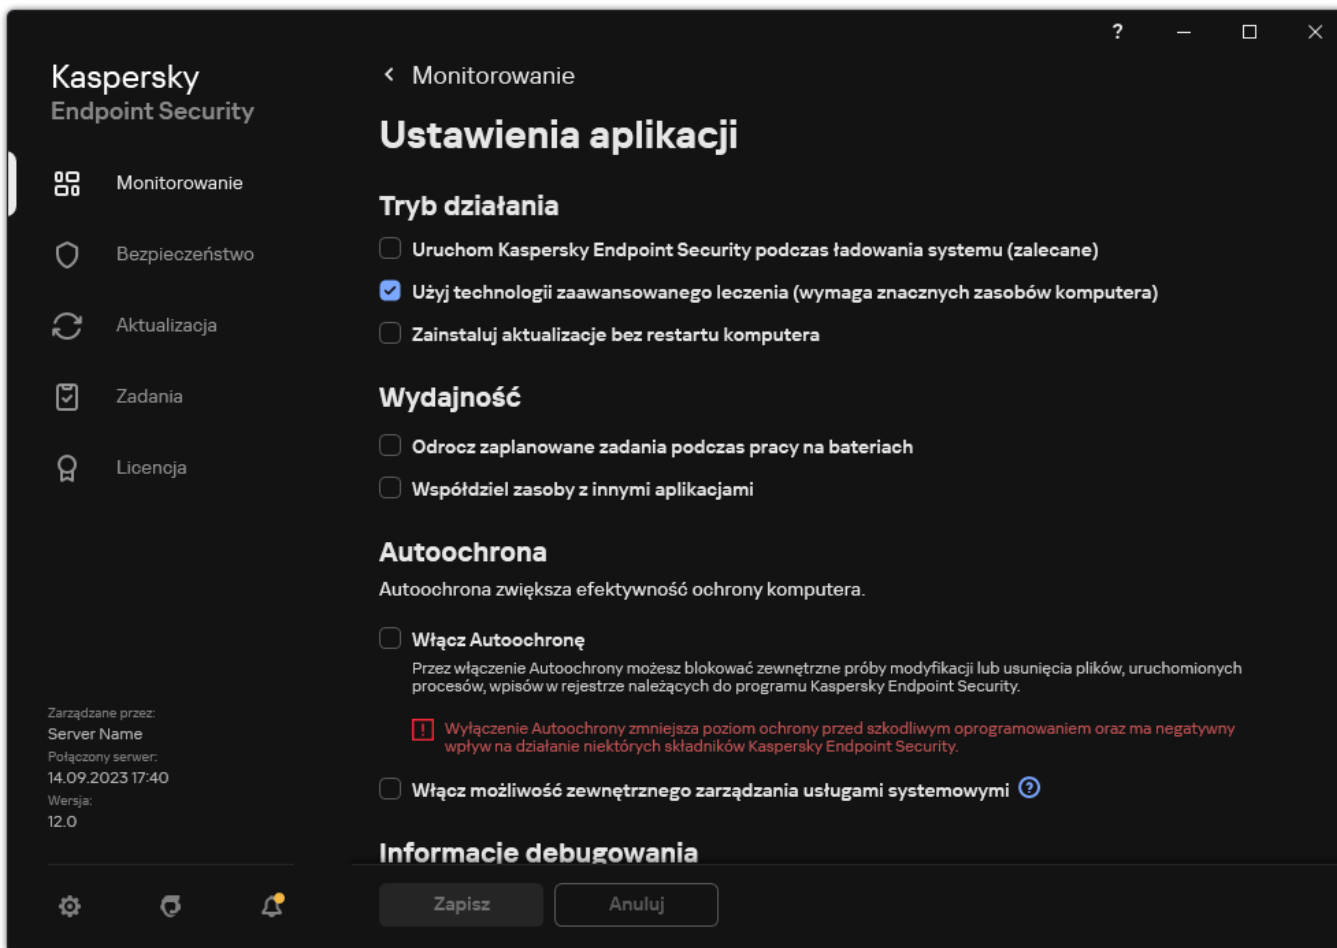 Kaspersky
Endpoint Security
Monitorowanie
Bezpieczeństwo
Aktualizacja
Zadania
Licencja
Zarządzane przez:
Server Name
Połączony serwer:
14.09.2023 17:40
Wersja:
12.0
?
Monitorowanie
Ustawienia aplikacji
Tryb działania
Uruchom Kaspersky Endpoint Security podczas ładowania systemu (zalecane)
Użyj technologii zaawansowanego leczenia (wymaga znacznych zasobów komputera)
Zainstaluj aktualizacje bez restartu komputera
Wydajność
Odrocz zaplanowane zadania podczas pracy na bateriach
Współdziel zasoby z innymi aplikacjami
Autoochrona
Autoochrona zwiększa efektywność ochrony komputera.
Włącz Autoochronę
Przez włączenie Autoochrony możesz blokować zewnętrzne próby modyfikacji lub usunięcia plików, uruchomionych
procesów, wpisów w rejestrze należących do programu Kaspersky Endpoint Security.
Wyłączenie Autoochrony zmniejsza poziom ochrony przed szkodliwym oprogramowaniem oraz ma negatywny
wpływ na działanie niektórych składników Kaspersky Endpoint Security.
Włącz możliwość zewnętrznego zarządzania usługami systemowymi ?
Informacje debugowania
Zapisz
Anuluj